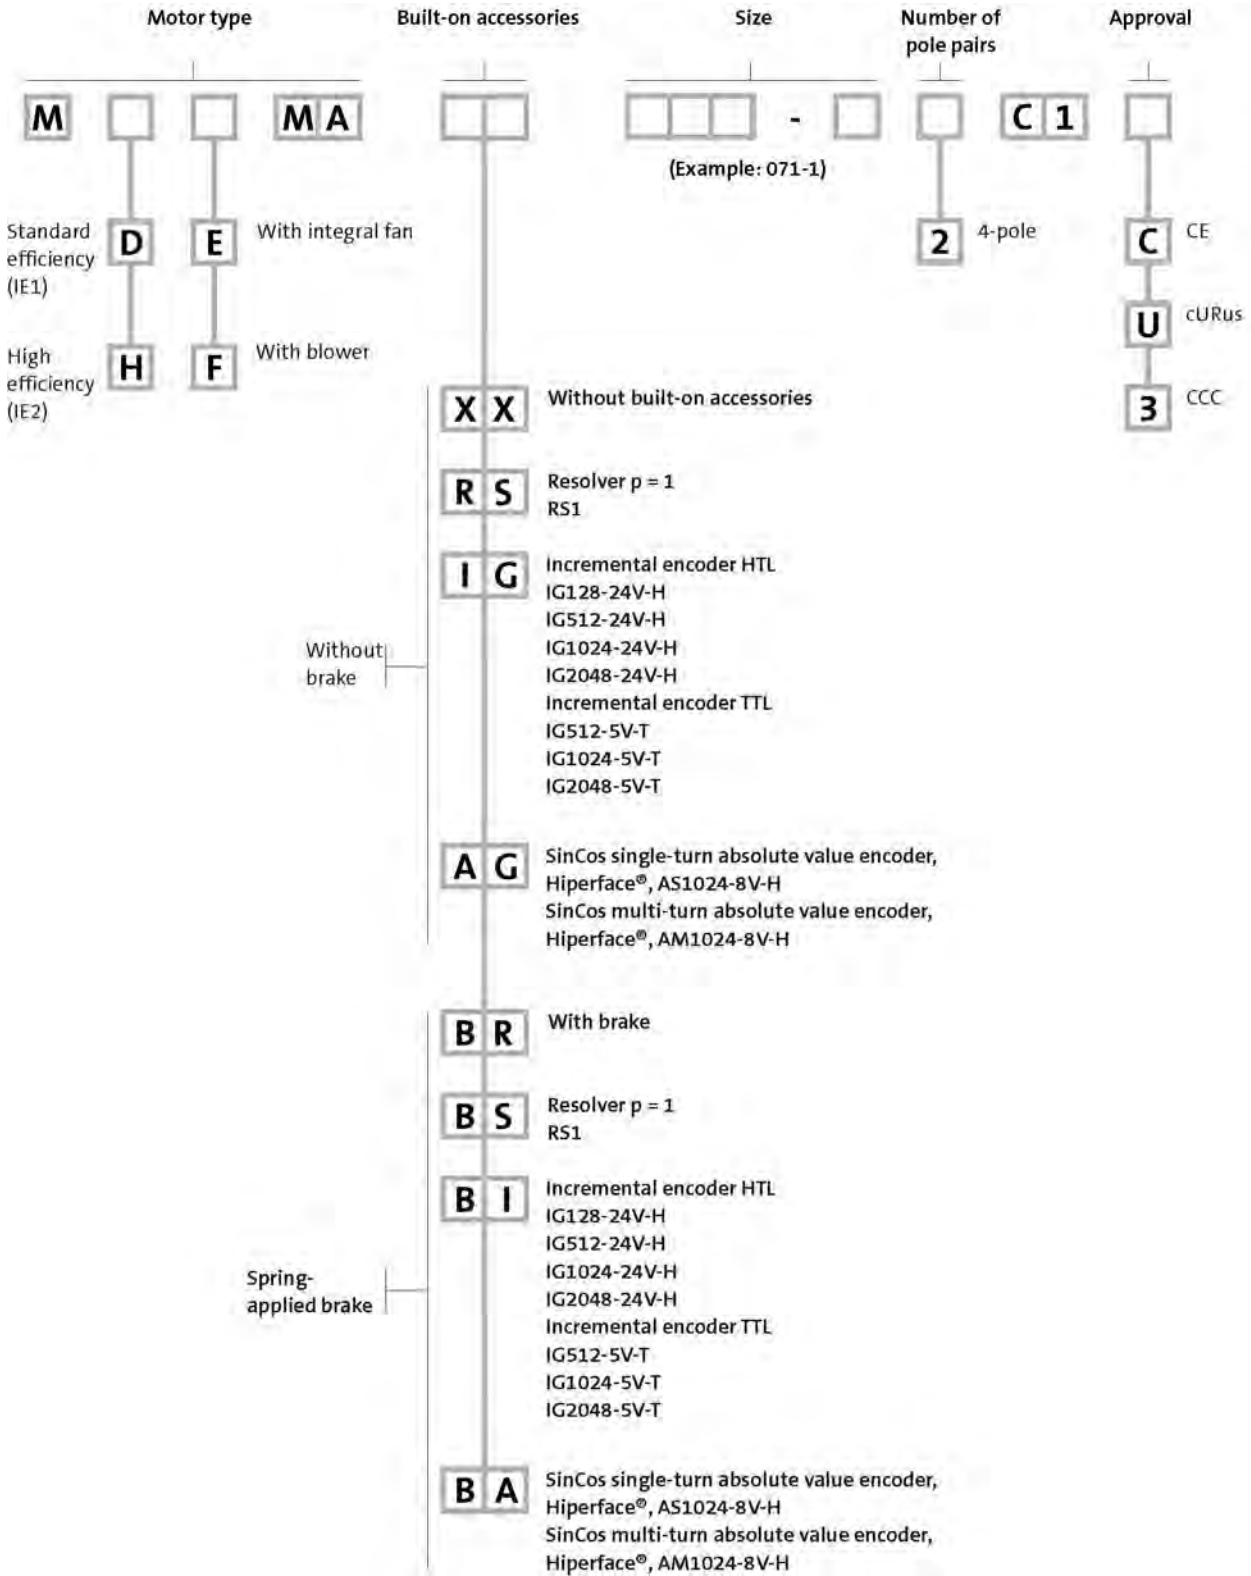 Motor type
Built-on accessories
Size
Number of
pole pairs
Approval
M
M A
-
C 1
(Example: 071-1)
Standard
efficiency
(IE1)
D
E
With integral fan
2
4-pole
C
CE
U
cURus
High
efficiency
(IE2)
H
F
With blower
3
CCC
X X
Without built-on accessories
R S
Resolver p = 1
RS1
Without
brake
I G
Incremental encoder HTL
IG128-24V-H
IG512-24V-H
IG1024-24V-H
IG2048-24V-H
Incremental encoder TTL
IG512-5V-T
IG1024-5V-T
IG2048-5V-T
A G
SinCos single-turn absolute value encoder,
Hiperface®, AS1024-8V-H
SinCos multi-turn absolute value encoder,
Hiperface®, AM1024-8V-H
B R
With brake
B S
Resolver p = 1
RS1
Spring-
applied brake
B I
Incremental encoder HTL
IG128-24V-H
IG512-24V-H
IG1024-24V-H
IG2048-24V-H
Incremental encoder TTL
IG512-5V-T
IG1024-5V-T
IG2048-5V-T
B A
SinCos single-turn absolute value encoder,
Hiperface®, AS1024-8V-H
SinCos multi-turn absolute value encoder,
Hiperface®, AM1024-8V-H